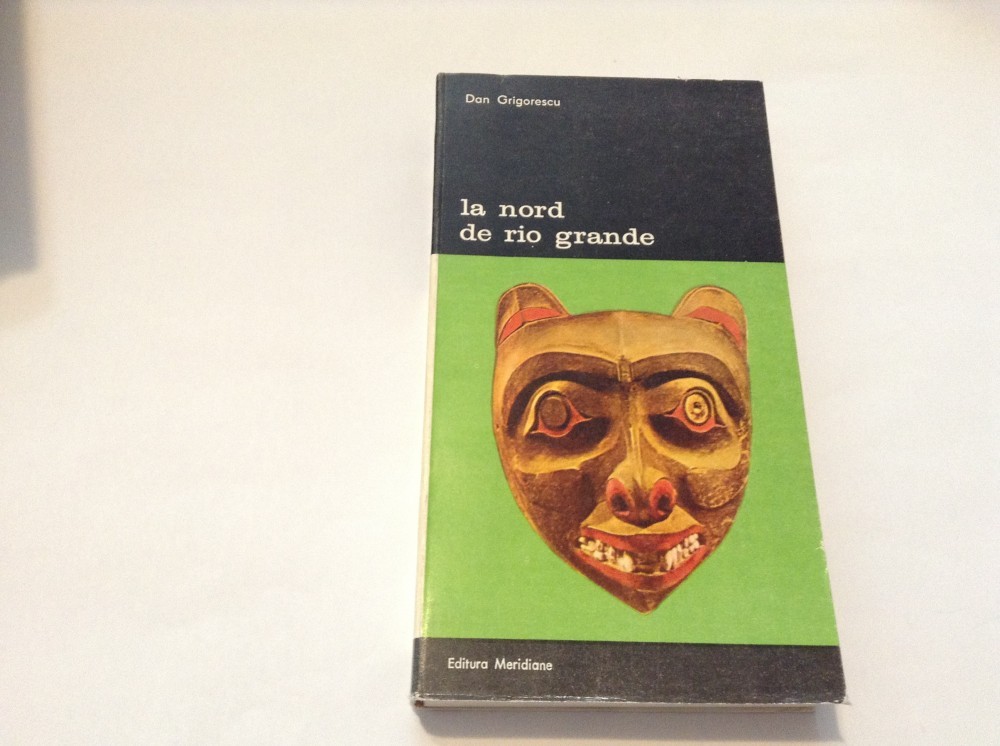 Dan Grigorescu
la nord
de rio grande
Editura Meridiane